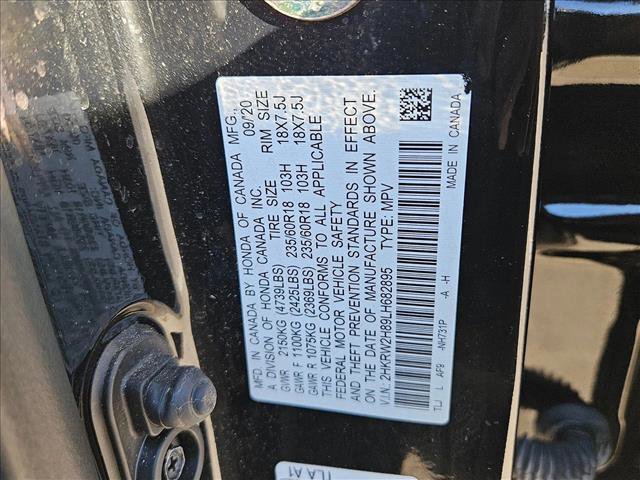 MFD. IN CANADA BY HONDA OF CANADA MFG.,
A DIVISION OF HONDA CANADA INC. 09/20
TIRE SIZE RIM SIZE
GVWR 2150KG (4739LBS)
GAWR F 1100KG (2425LBS) 235/60R18 103H 18X7.5J
GAWR R 1075KG (2369LBS) 235/60R18 103H 18X7.5J
THIS VEHICLE CONFORMS TO ALL APPLICABLE
FEDERAL MOTOR VEHICLE SAFETY
AND THEFT PREVENTION STANDARDS IN EFFECT
ON THE DATE OF MANUFACTURE SHOWN ABOVE.
V.I.N.: 2HKRW2H89LH682895 TYPE: MPV
TLJ L KF9 -NH731P -A -H MADE IN CANADA